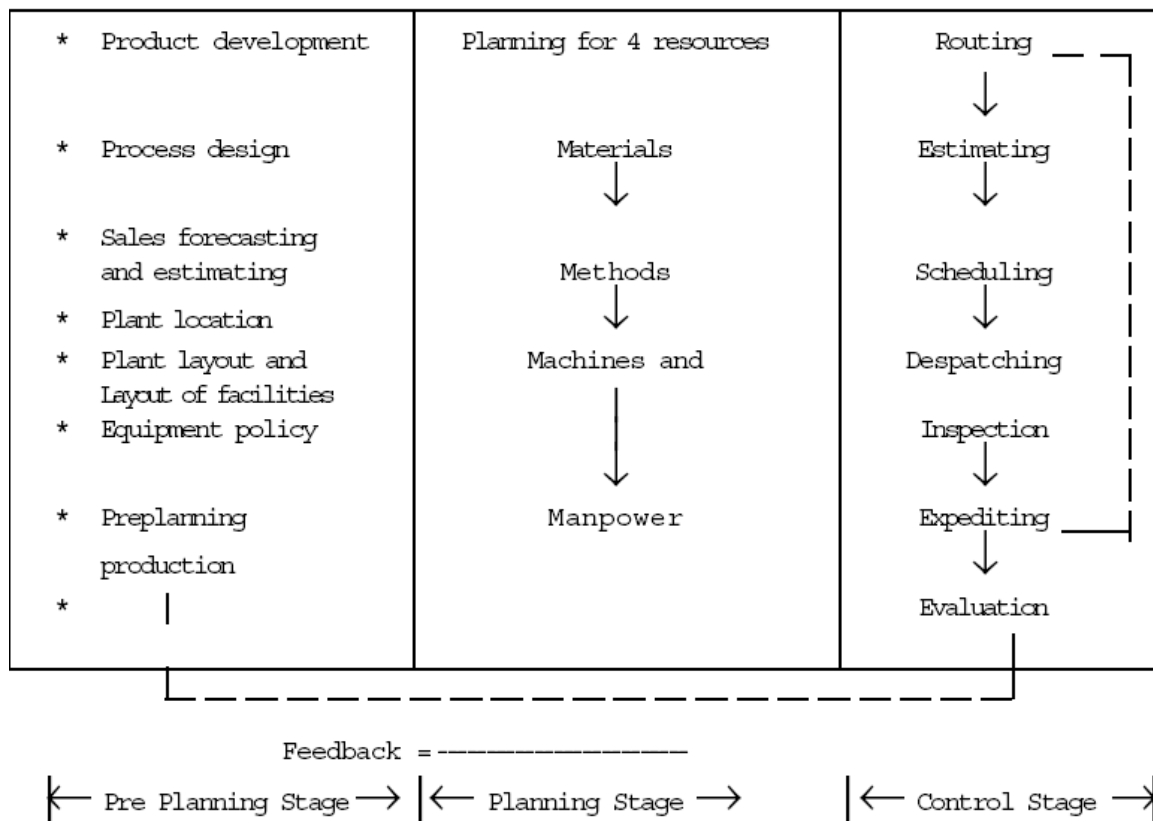 * Product development
Planning for 4 resources
Routing
* Process design
Materials
Estimating
* Sales forecasting
and estimating
Methods
Scheduling
* Plant location
* Plant layout and
Layout of facilities
Machines and
Despatching
* Equipment policy
Inspection
* Preplanning
production
Manpower
Expediting
*
Evaluation
Feedback = -----------------
Pre Planning Stage
Planning Stage
Control Stage